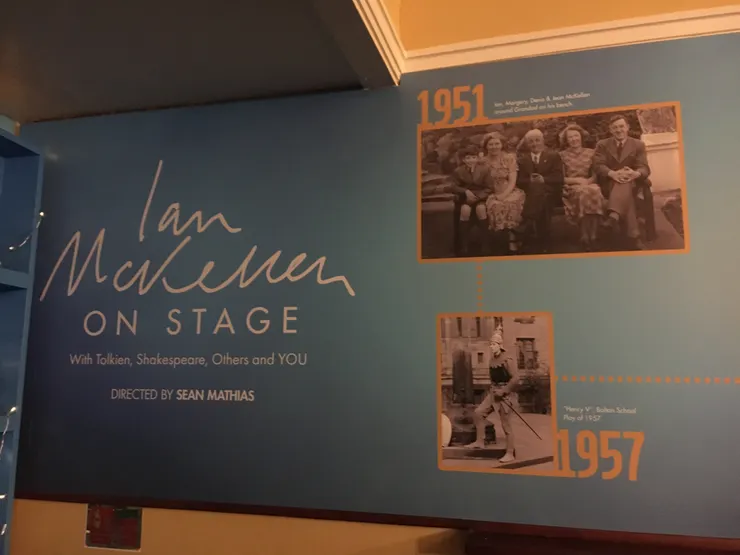 Ian
McKellen
ON STAGE
With Tolkien, Shakespeare, Others and YOU
DIRECTED BY SEAN MATHIAS
1951
Ian, Margery, Denis & Jean McKellen
round Grandad on his bench
"Henry V", Bolton School
Play of 1957
1957